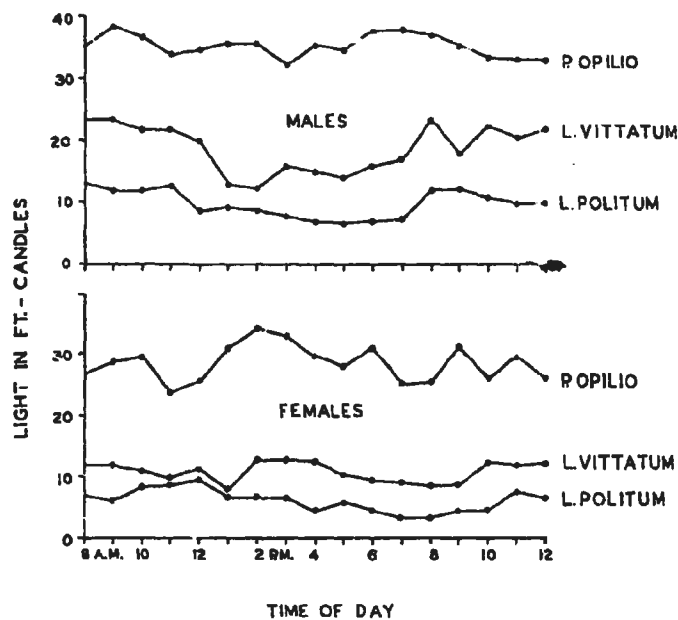 40
P. OPILIO
30
MALES
L. VITTATUM
20
10
L. POLITUM
0
LIGHT IN FT.- CANDLES
30
P. OPILIO
20
FEMALES
10
L. VITTATUM
L. POLITUM
0
8 A.M. 10 12 2 P.M. 4 6 8 10 12
TIME OF DAY